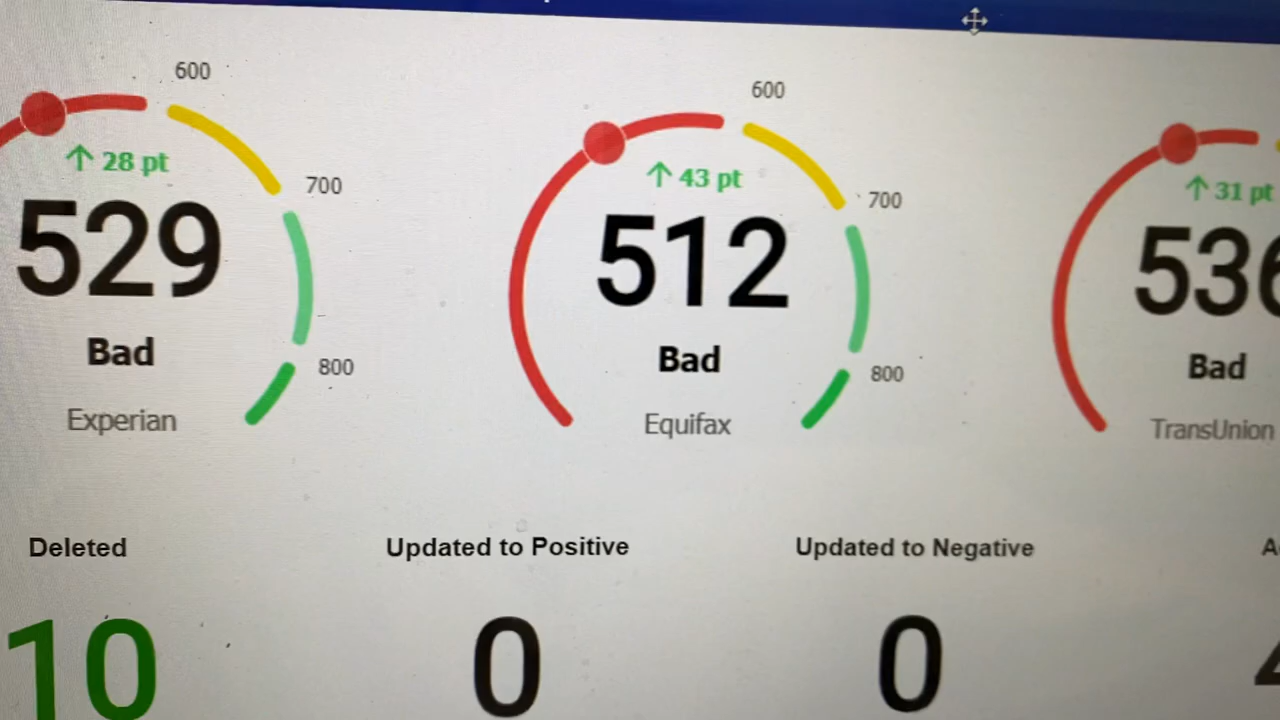 600
↑ 28 pt
700
529
Bad
800
Experian
600
↑ 43 pt
700
512
Bad
800
Equifax
↑ 31 pt
536
Bad
TransUnion
Deleted
Updated to Positive
Updated to Negative
10
0
0